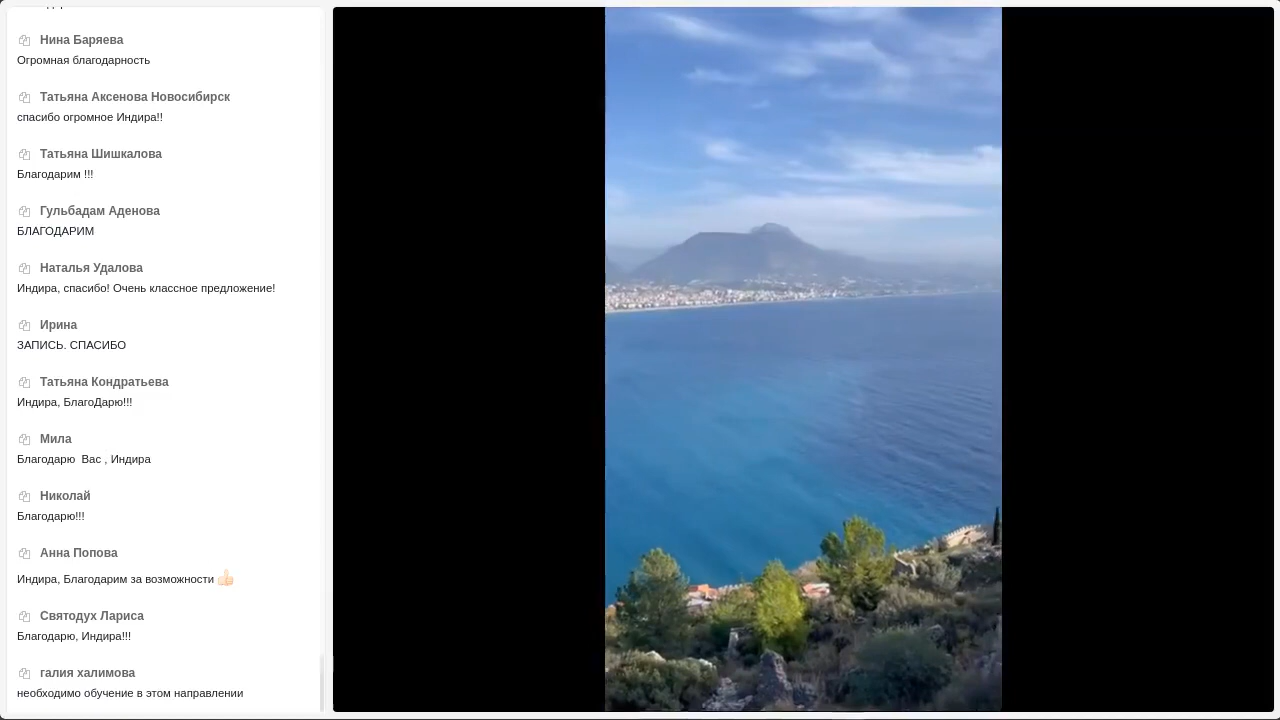 Нина Баряева
Огромная благодарность
Татьяна Аксенова Новосибирск
спасибо огромное Индира!!
Татьяна Шишкалова
Благодарим !!!
Гульбадам Аденова
БЛАГОДАРИМ
Наталья Удалова
Индира, спасибо! Очень классное предложение!
Ирина
ЗАПИСЬ. СПАСИБО
Татьяна Кондратьева
Индира, БлагоДарю!!!
Мила
Благодарю  Вас , Индира
Николай
Благодарю!!!
Анна Попова
Индира, Благодарим за возможности 👍🏻
Святодух Лариса
Благодарю, Индира!!!
галия халимова
необходимо обучение в этом направлении